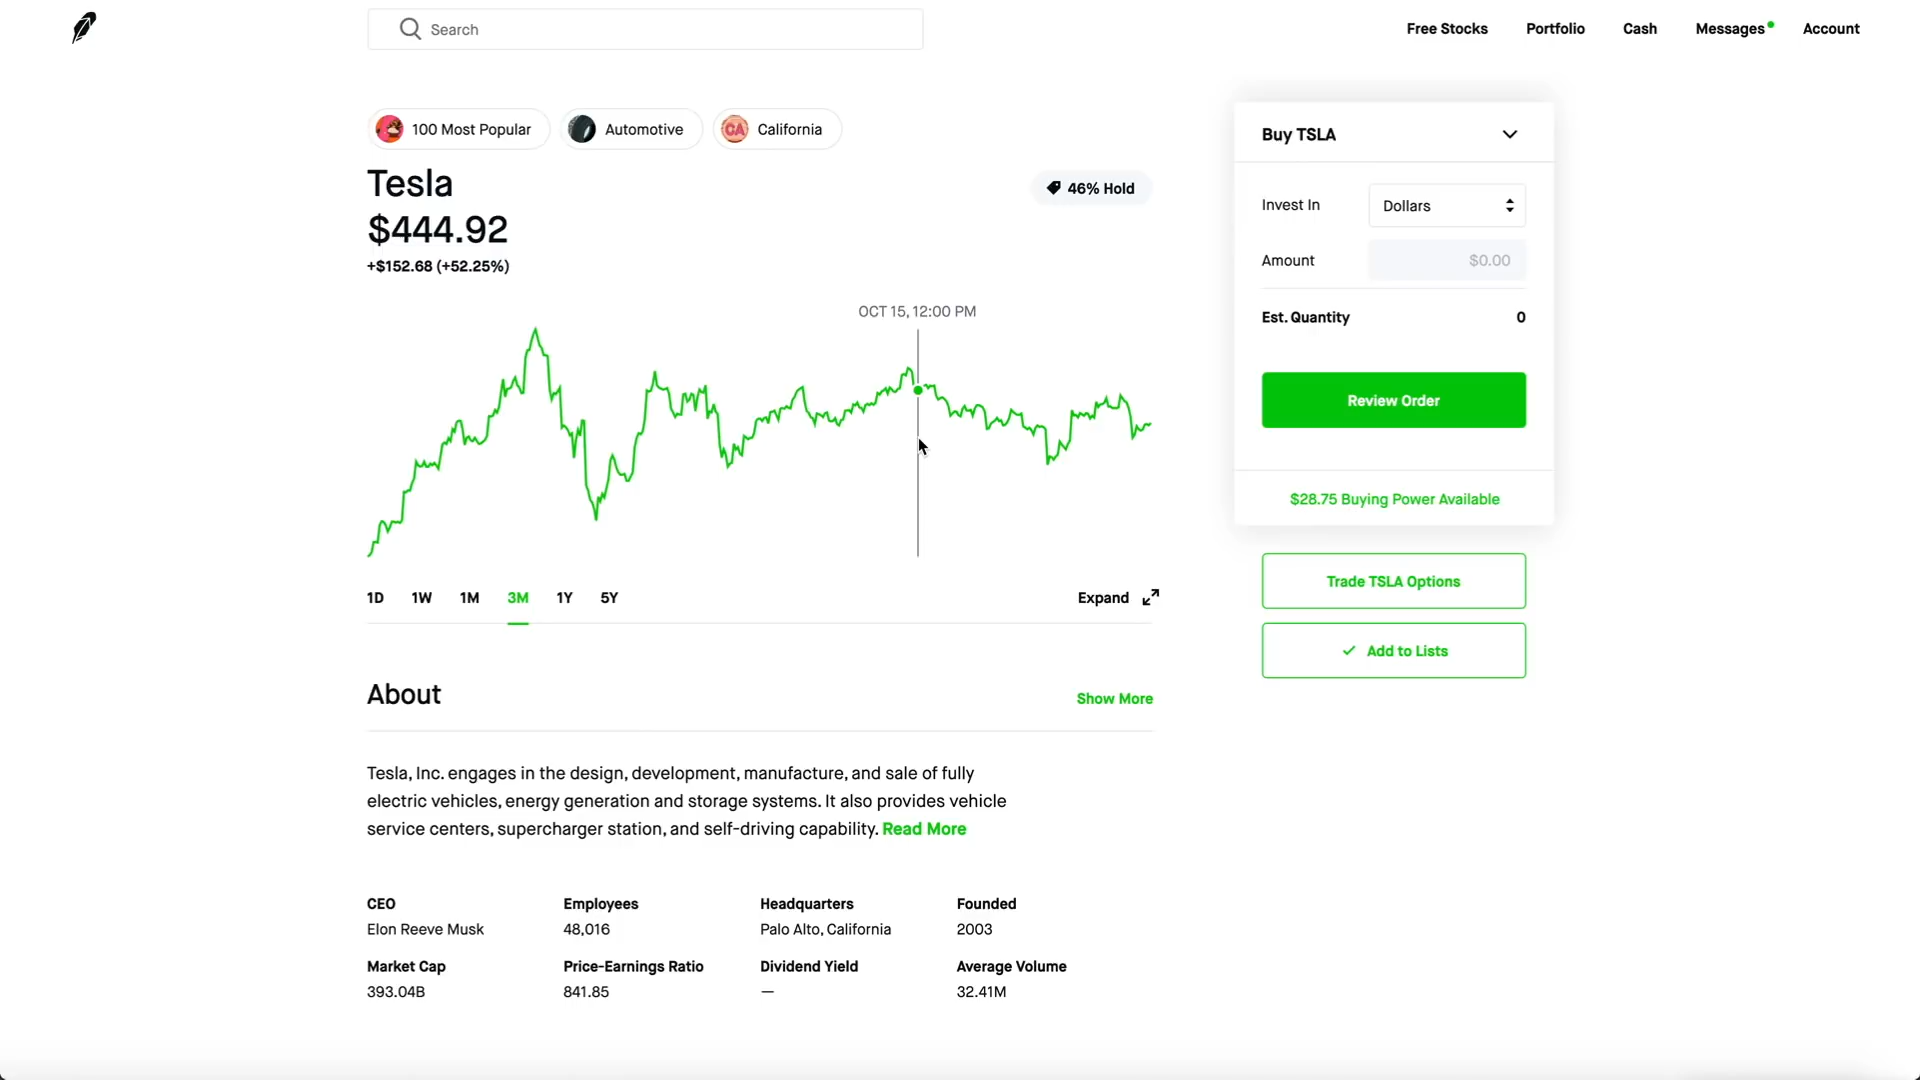 Search
Free Stocks
Portfolio
Cash
Messages
Account
100 Most Popular
Automotive
CA
California
Tesla
$444.92
+$152.68 (+52.25%)
46% Hold
OCT 15, 12:00 PM
1D
1W
1M
3M
1Y
5Y
Expand
Buy TSLA
Invest In
Dollars
Amount
$0.00
Est. Quantity
0
Review Order
$28.75 Buying Power Available
Trade TSLA Options
Add to Lists
About
Show More
Tesla, Inc. engages in the design, development, manufacture, and sale of fully
electric vehicles, energy generation and storage systems. It also provides vehicle
service centers, supercharger station, and self-driving capability. Read More
CEO
Elon Reeve Musk
Employees
48,016
Headquarters
Palo Alto, California
Founded
2003
Market Cap
393.04B
Price-Earnings Ratio
841.85
Dividend Yield
—
Average Volume
32.41M